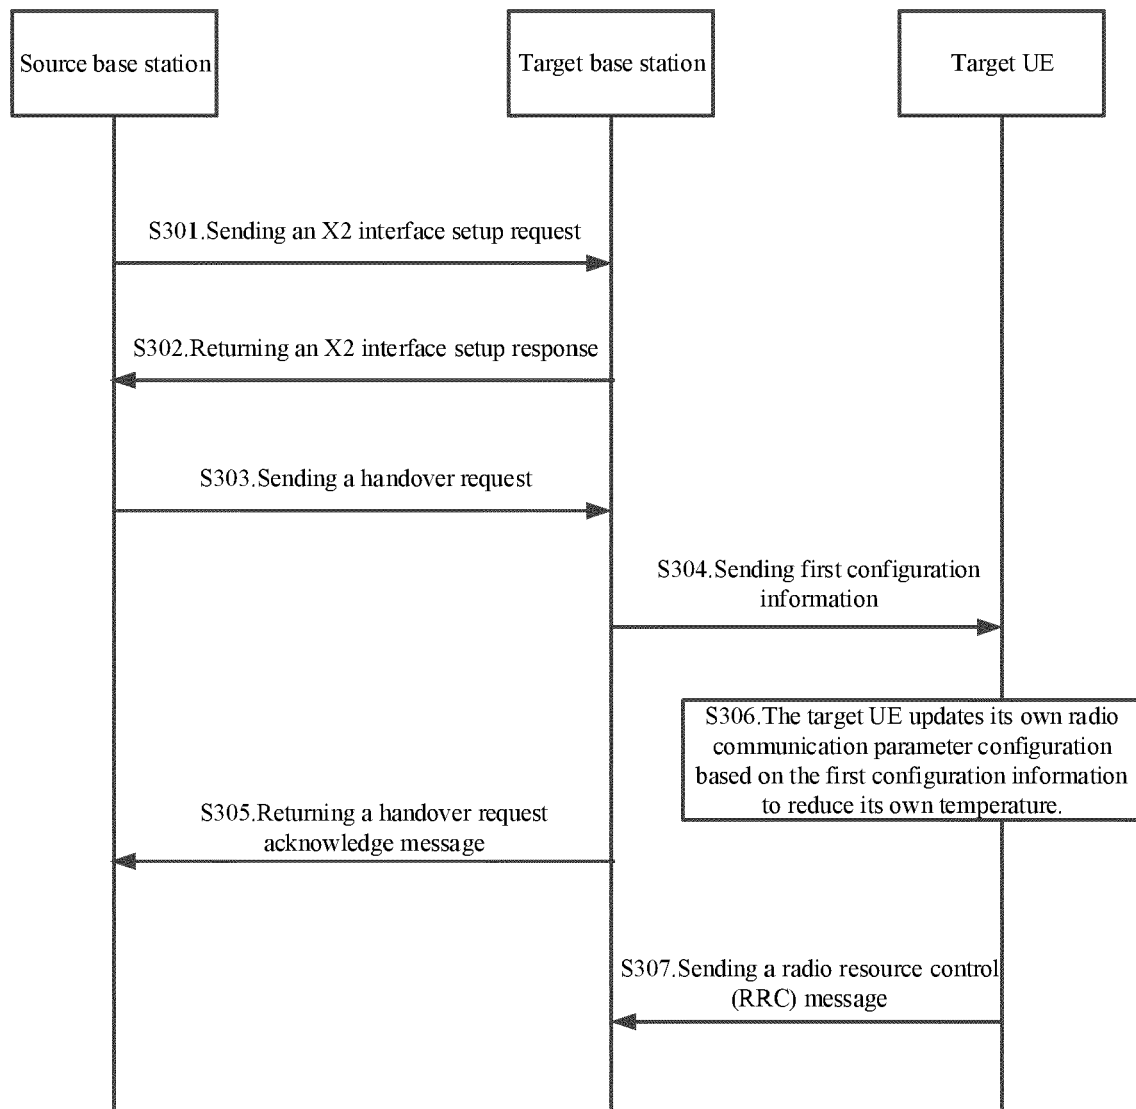 Source base station
Target base station
Target UE
S301.Sending an X2 interface setup request
S302.Returning an X2 interface setup response
S303.Sending a handover request
S304.Sending first configuration
information
S306.The target UE updates its own radio
communication parameter configuration
based on the first configuration information
to reduce its own temperature.
S305.Returning a handover request
acknowledge message
S307.Sending a radio resource control
(RRC) message